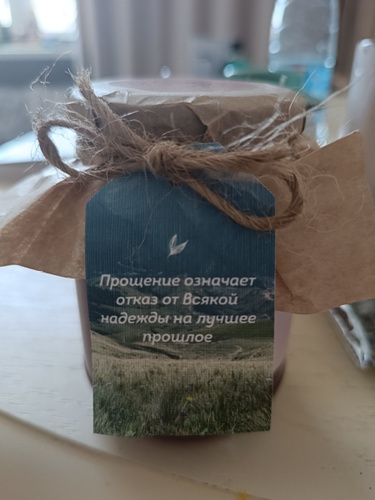 Прощение означает
отказ от Всякой
надежды на лучшее
прошлое